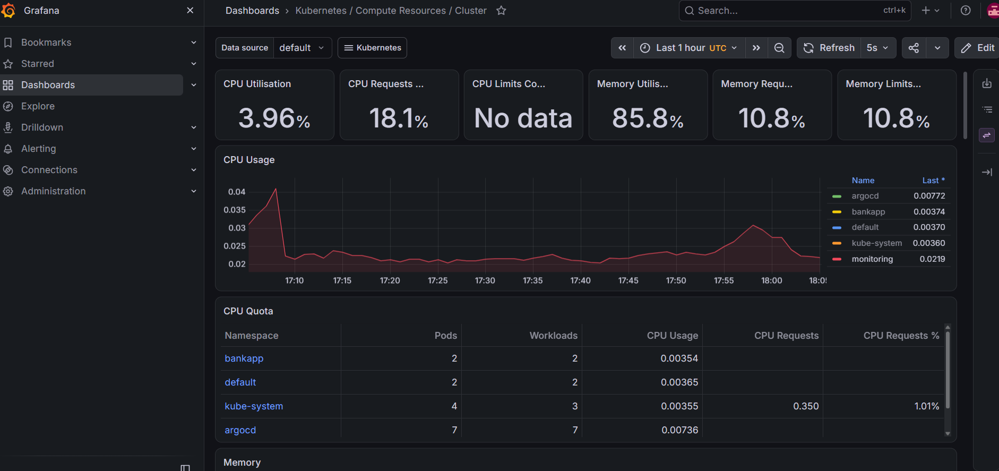 Grafana
Dashboards › Kubernetes / Compute Resources / Cluster
Search... ctrl+k
Bookmarks
Starred
Dashboards
Explore
Drilldown
Alerting
Connections
Administration
Data source default Kubernetes
Last 1 hour UTC Refresh 5s Edit
CPU Utilisation
3.96%
CPU Requests ...
18.1%
CPU Limits Co...
No data
Memory Utilis...
85.8%
Memory Requ...
10.8%
Memory Limits...
10.8%
CPU Usage
0.04
0.035
0.03
0.025
0.02
17:10 17:15 17:20 17:25 17:30 17:35 17:40 17:45 17:50 17:55 18:00 18:05
Name Last *
argocd 0.00772
bankapp 0.00374
default 0.00370
kube-system 0.00360
monitoring 0.0219
CPU Quota
Namespace Pods Workloads CPU Usage CPU Requests CPU Requests %
bankapp 2 2 0.00354
default 2 2 0.00365
kube-system 4 3 0.00355 0.350 1.01%
argocd 7 7 0.00736
Memory